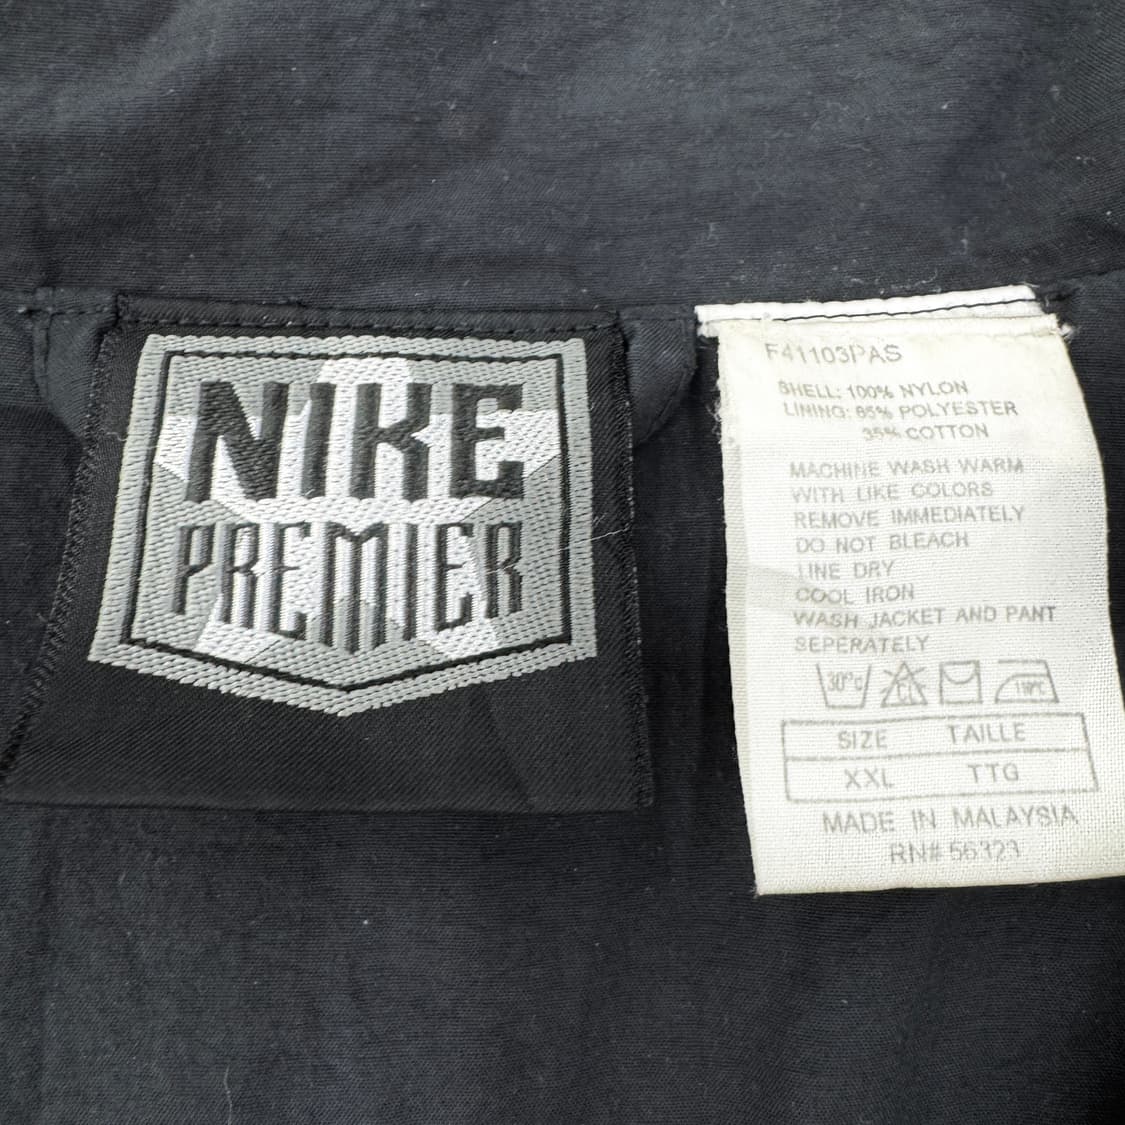 NIKE
PREMIER
F41103PAS
SHELL: 100% NYLON
LINING: 65% POLYESTER
35% COTTON
MACHINE WASH WARM
WITH LIKE COLORS
REMOVE IMMEDIATELY
DO NOT BLEACH
LINE DRY
COOL IRON
WASH JACKET AND PANT
SEPERATELY
30°c CL 110°C
SIZE TAILLE
XXL TTG
MADE IN MALAYSIA
RN# 56323